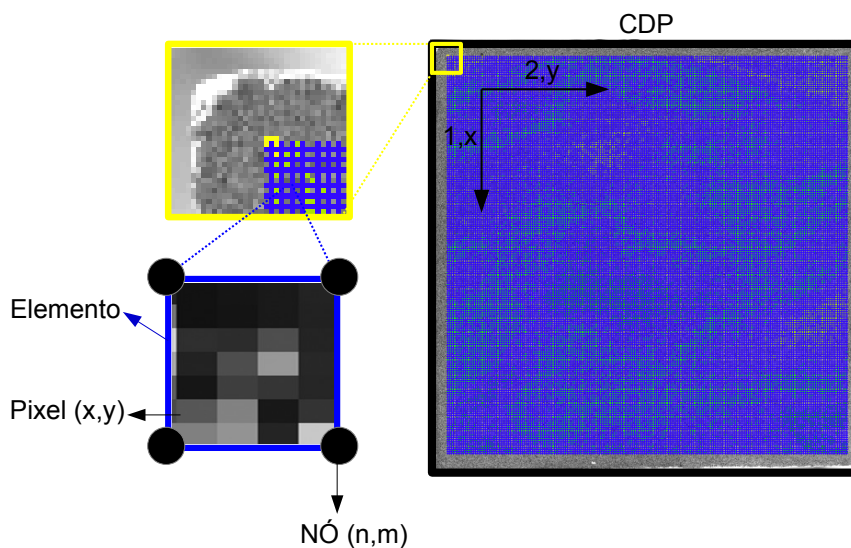 CDP
2,y
1,x
Elemento
Pixel (x,y)
NÓ (n,m)